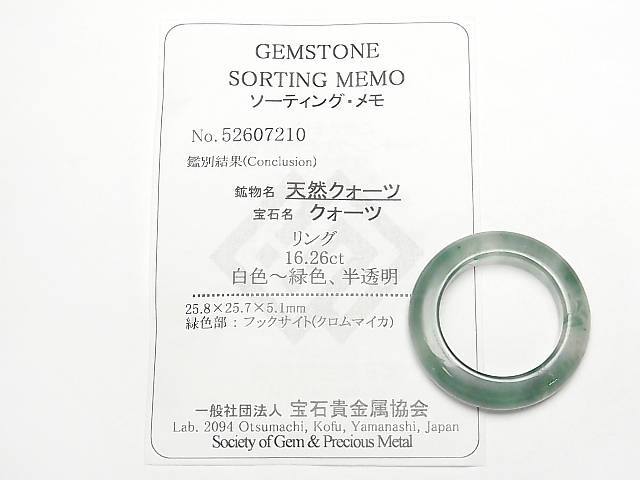 GEMSTONE
SORTING MEMO
ソーティング・メモ
No.52607210
鑑別結果(Conclusion)
鉱物名 天然クォーツ
宝石名 クォーツ
リング
16.26ct
白色～緑色、半透明
25.8×25.7×5.1mm
緑色部：フックサイト(クロムマイカ)
一般社団法人 宝石貴金属協会
Lab. 2094 Otsumachi, Kofu, Yamanashi, Japan
Society of Gem & Precious Metal